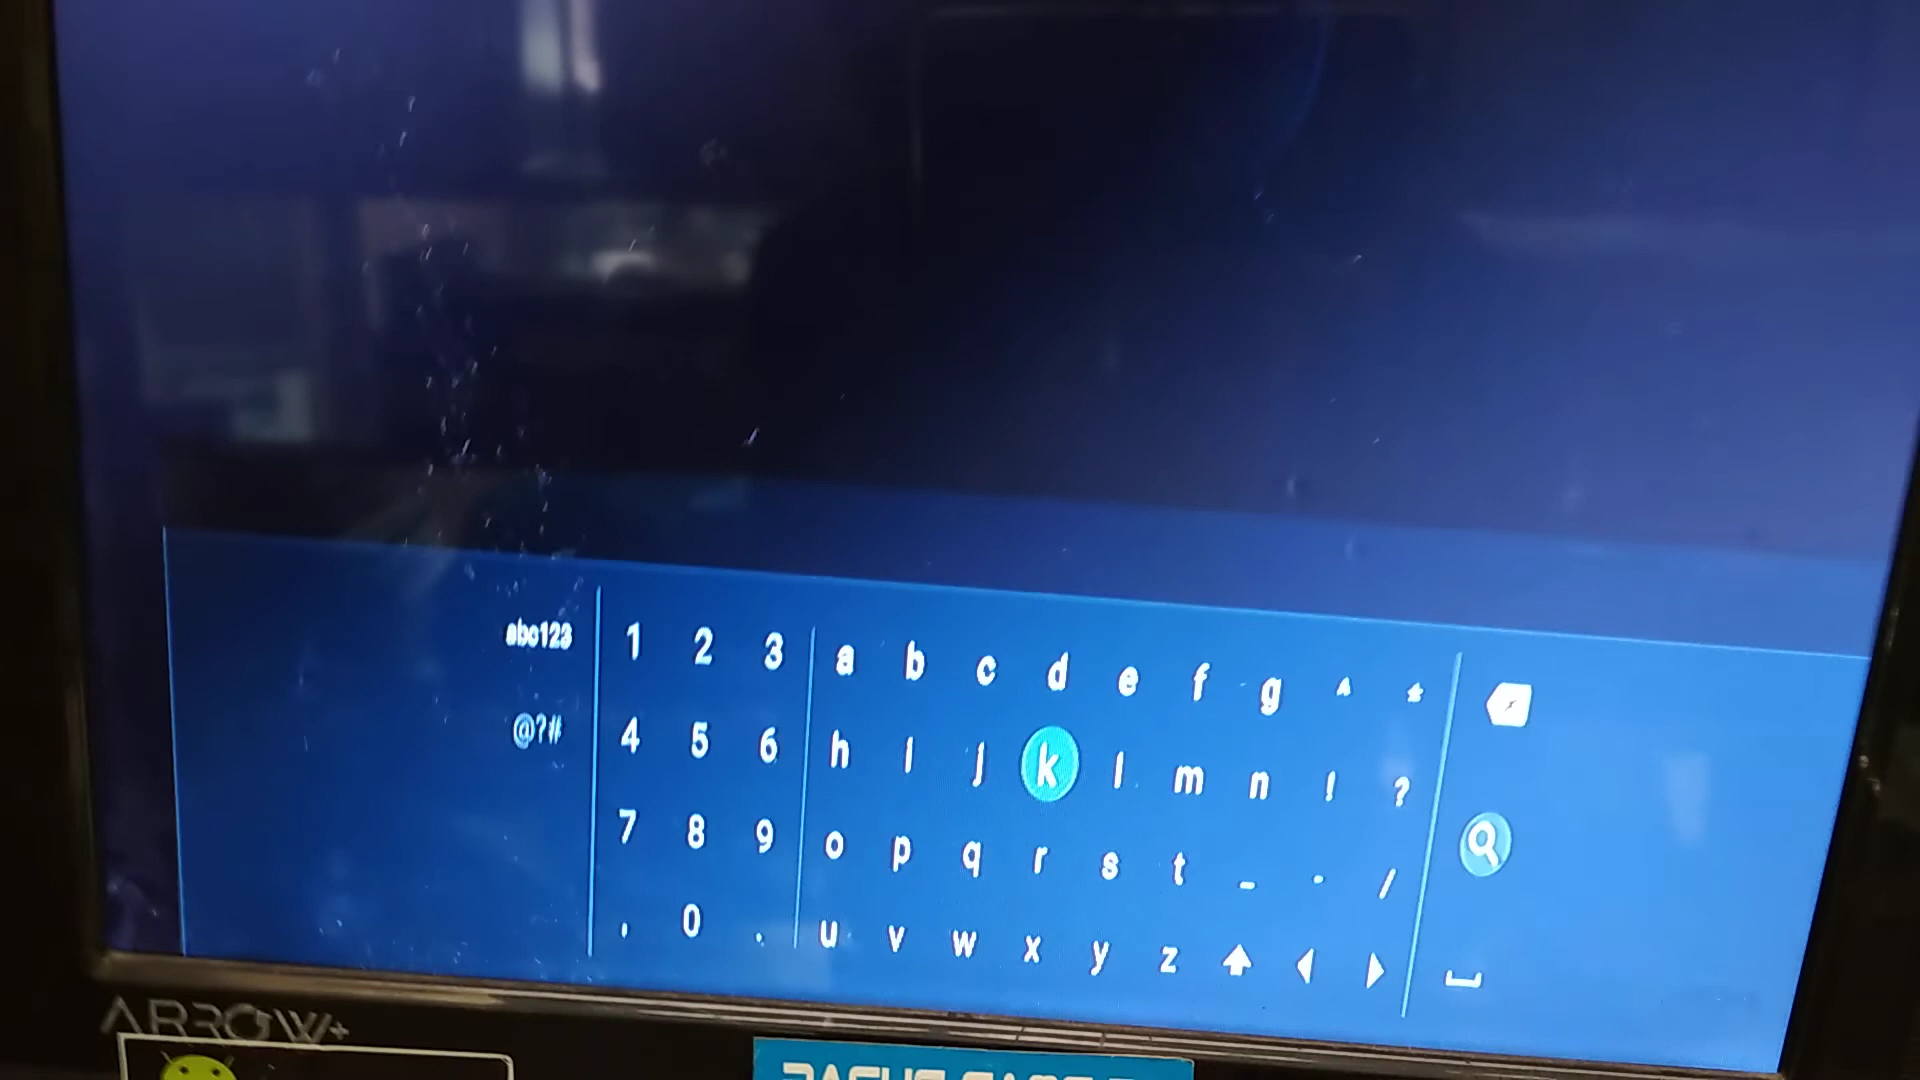 abc123 1 2 3 a b c d e f g
@?# 4 5 6 h i j k l m n ! ?
7 8 9 o p q r s t _ - /
, 0 . u v w x y z
ARROW+